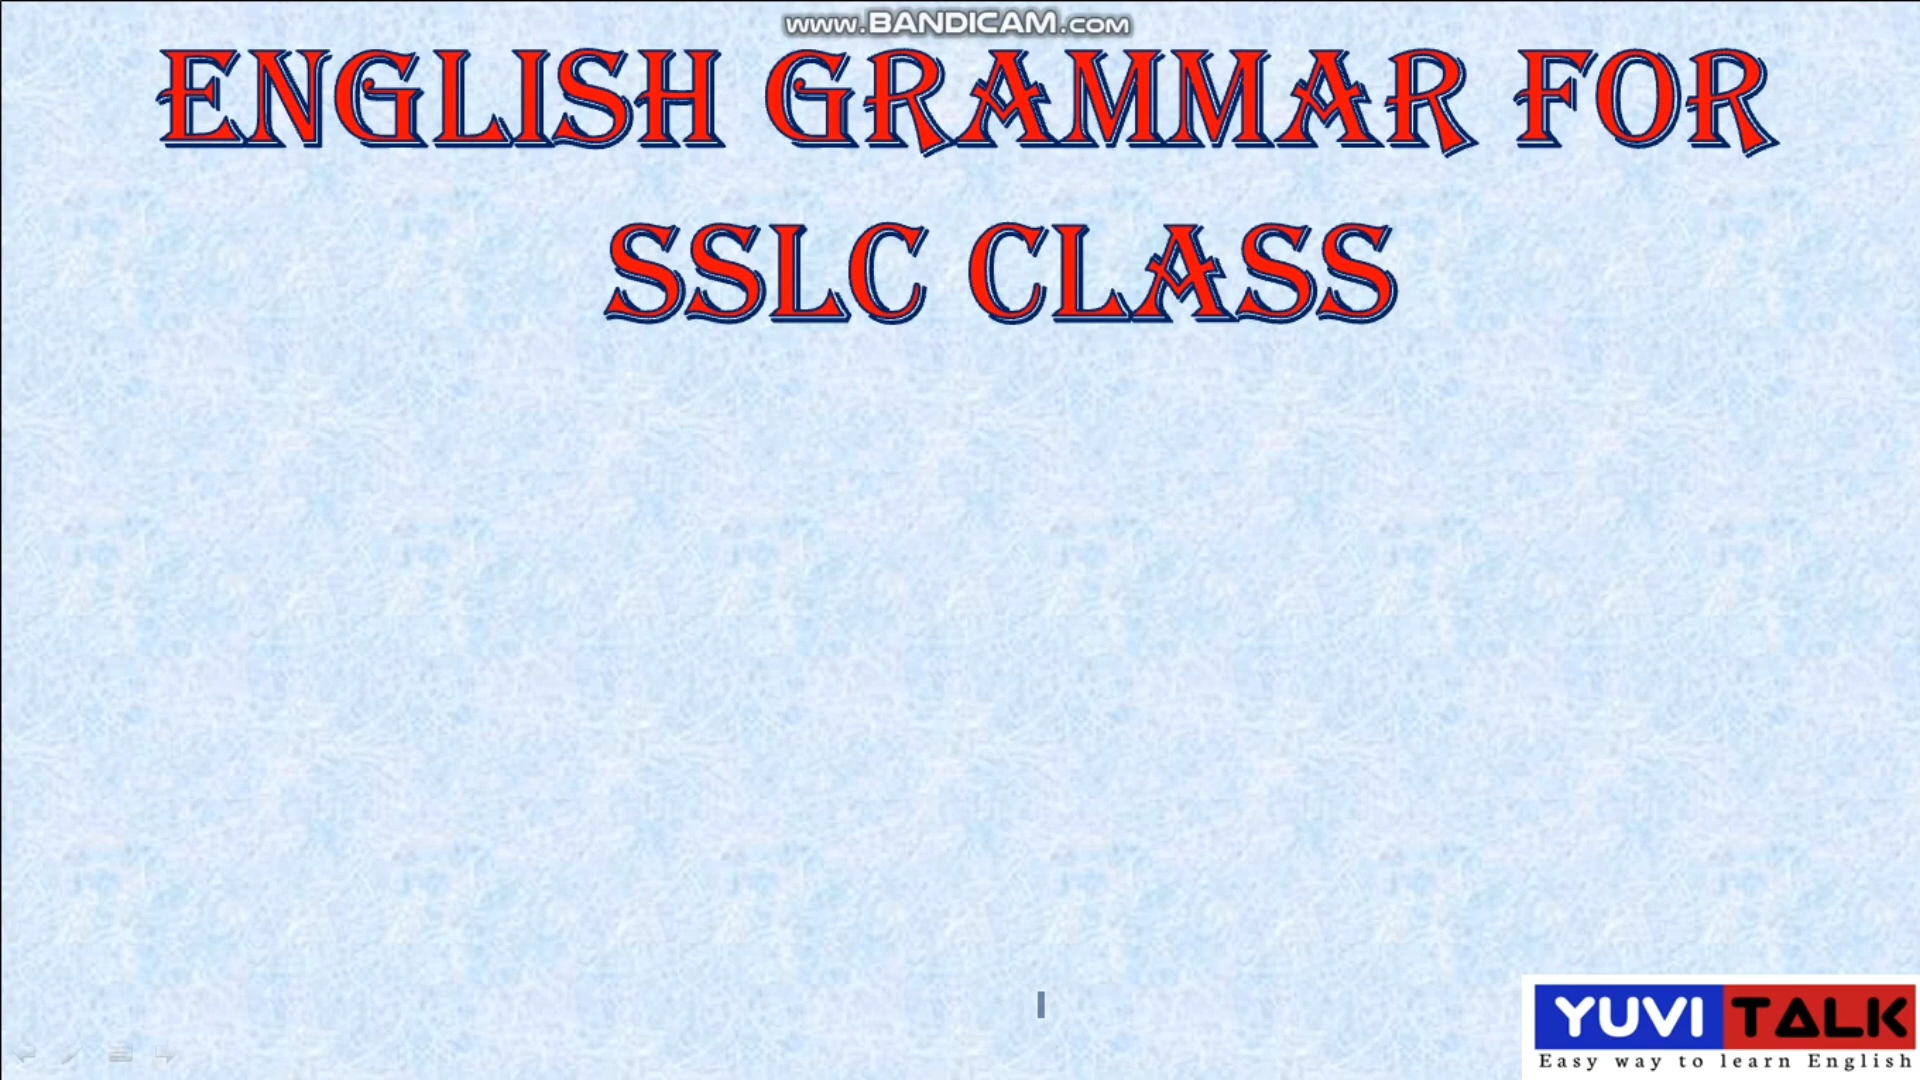 www.BANDICAM.com
ENGLISH GRAMMAR FOR
SSLC CLASS
YUVI TALK
Easy way to learn English